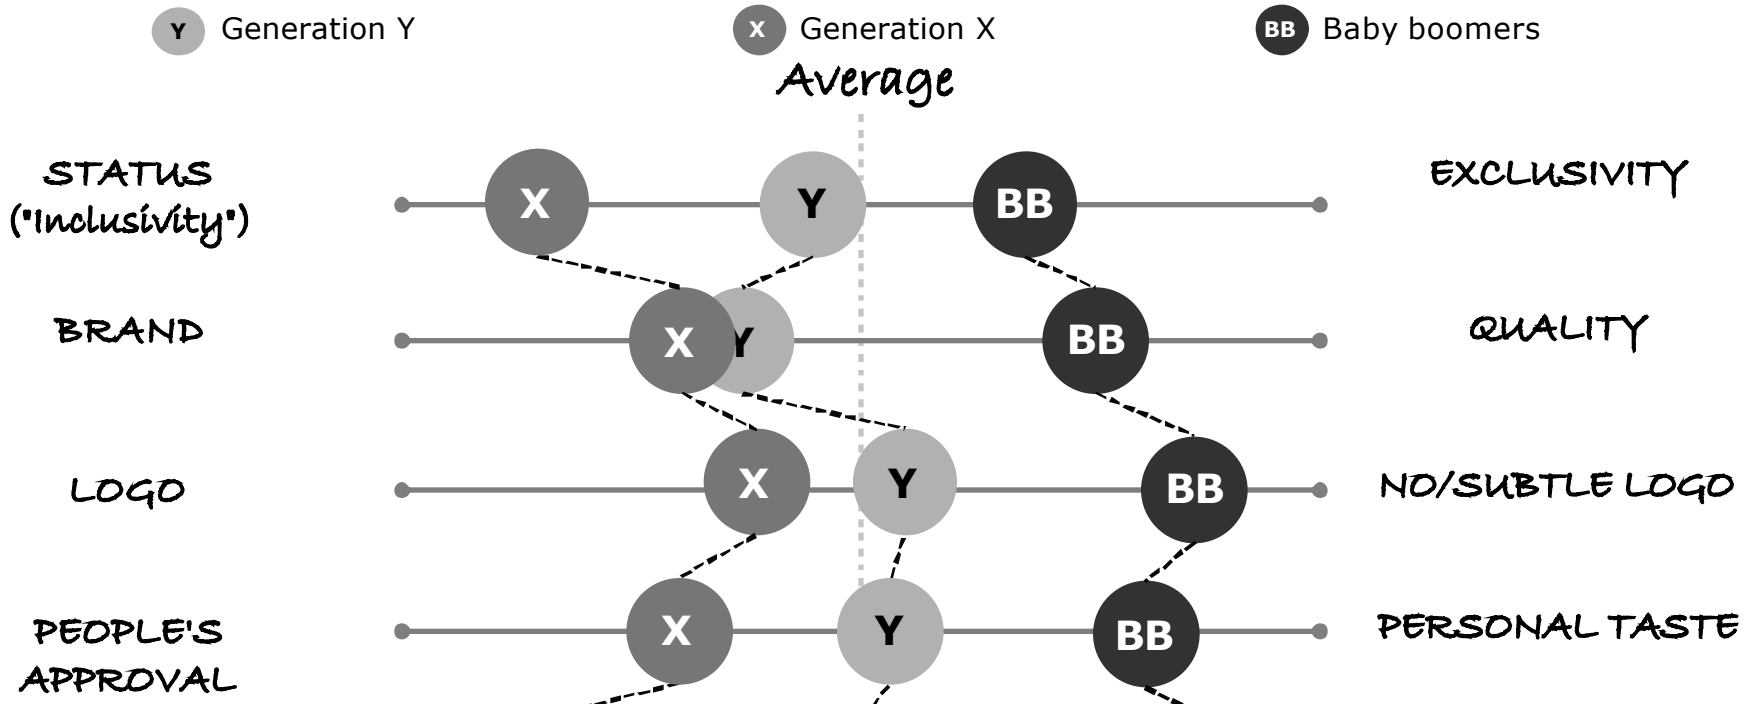 Y Generation Y
X Generation X
BB Baby boomers
Average
STATUS
("Inclusivity")
X Y BB
EXCLUSIVITY
BRAND
X Y BB
QUALITY
LOGO
X Y BB
NO/SUBTLE LOGO
PEOPLE'S
APPROVAL
X Y BB
PERSONAL TASTE